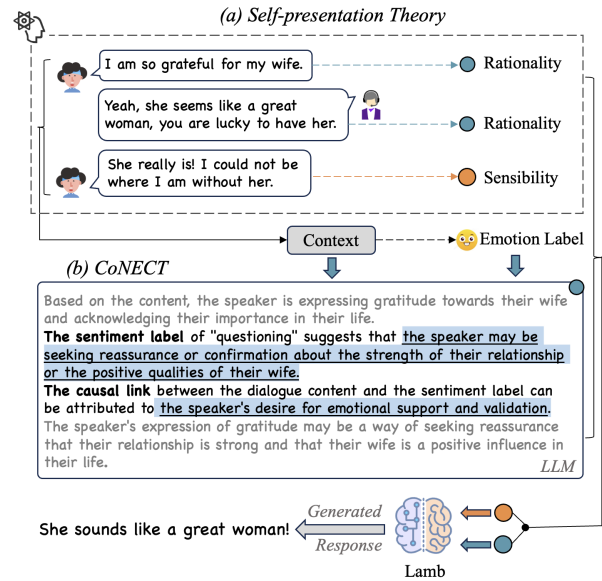 (a) Self-presentation Theory
I am so grateful for my wife.
Rationality
Yeah, she seems like a great
woman, you are lucky to have her.
Rationality
She really is! I could not be
where I am without her.
Sensibility
Context
Emotion Label
(b) CoNECT
Based on the content, the speaker is expressing gratitude towards their wife
and acknowledging their importance in their life.
The sentiment label of "questioning" suggests that the speaker may be
seeking reassurance or confirmation about the strength of their relationship
or the positive qualities of their wife.
The causal link between the dialogue content and the sentiment label can
be attributed to the speaker's desire for emotional support and validation.
The speaker's expression of gratitude may be a way of seeking reassurance
that their relationship is strong and that their wife is a positive influence in
their life.
LLM
She sounds like a great woman!
Generated
Response
Lamb